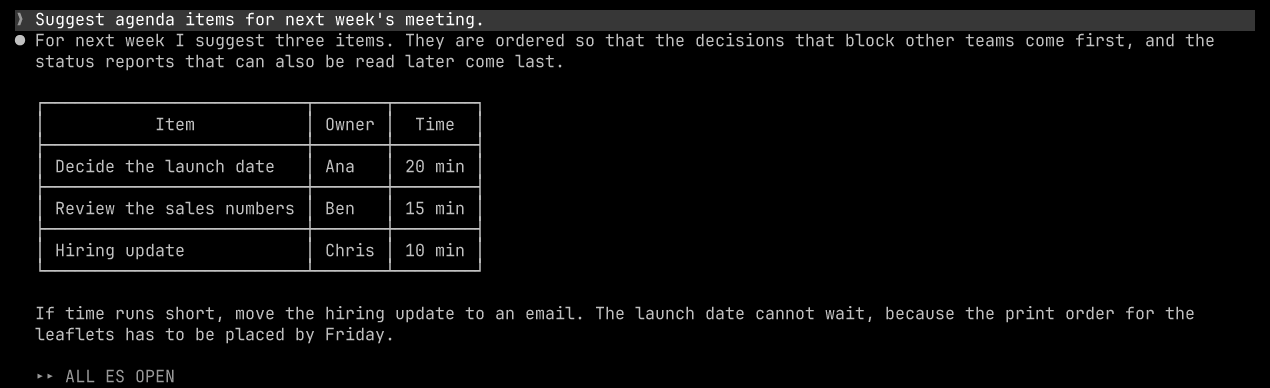 ❯ Suggest agenda items for next week's meeting.
● For next week I suggest three items. They are ordered so that the decisions that block other teams come first, and the
status reports that can also be read later come last.
Item Owner Time
Decide the launch date Ana 20 min
Review the sales numbers Ben 15 min
Hiring update Chris 10 min
If time runs short, move the hiring update to an email. The launch date cannot wait, because the print order for the
leaflets has to be placed by Friday.
▸▸ ALL ES OPEN